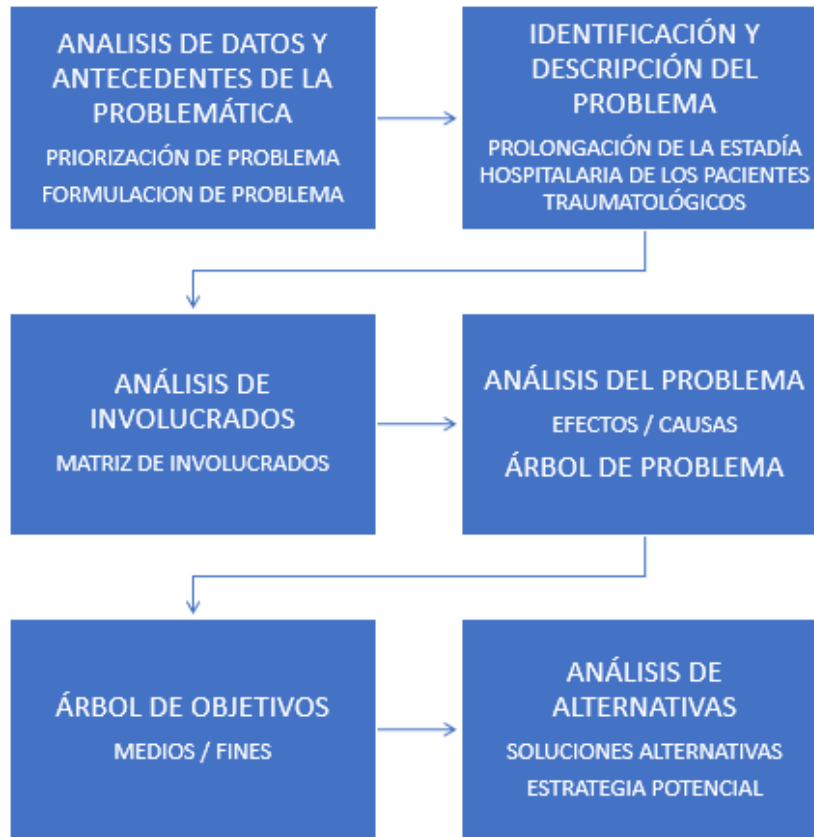 ANALISIS DE DATOS Y
ANTECEDENTES DE LA
PROBLEMÁTICA
PRIORIZACIÓN DE PROBLEMA
FORMULACION DE PROBLEMA
IDENTIFICACIÓN Y
DESCRIPCIÓN DEL
PROBLEMA
PROLONGACIÓN DE LA ESTADÍA
HOSPITALARIA DE LOS PACIENTES
TRAUMATOLÓGICOS
ANÁLISIS DE
INVOLUCRADOS
MATRIZ DE INVOLUCRADOS
ANÁLISIS DEL PROBLEMA
EFECTOS / CAUSAS
ÁRBOL DE PROBLEMA
ÁRBOL DE OBJETIVOS
MEDIOS / FINES
ANÁLISIS DE
ALTERNATIVAS
SOLUCIONES ALTERNATIVAS
ESTRATEGIA POTENCIAL